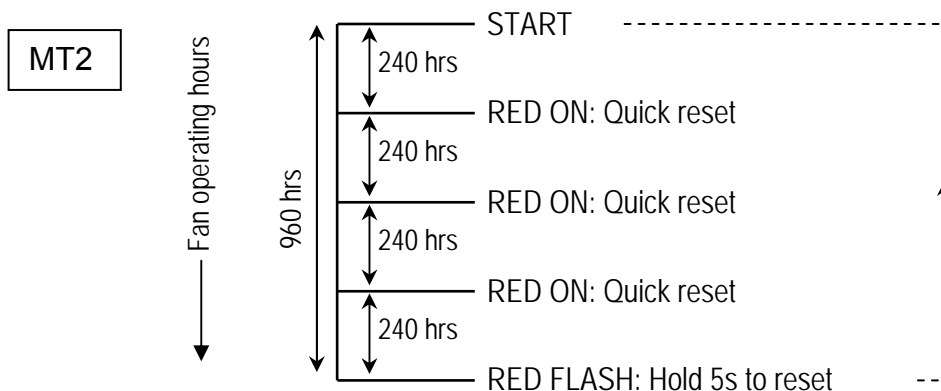 START
MT2
240 hrs
RED ON: Quick reset
240 hrs
Fan operating hours
960 hrs
RED ON: Quick reset
240 hrs
RED ON: Quick reset
240 hrs
RED FLASH: Hold 5s to reset